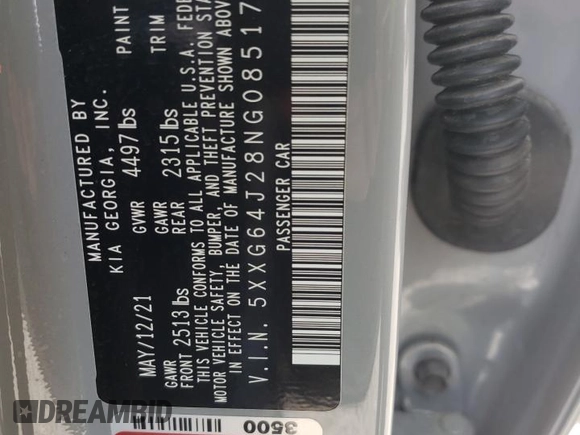 MANUFACTURED BY
KIA GEORGIA, INC.
MAY/12/21 GVWR 4497 lbs PAINT
GAWR FRONT 2513 lbs GAWR REAR 2315 lbs TRIM
THIS VEHICLE CONFORMS TO ALL APPLICABLE U.S.A. FEDE
MOTOR VEHICLE SAFETY, BUMPER, AND THEFT PREVENTION STA
IN EFFECT ON THE DATE OF MANUFACTURE SHOWN ABOVE
V.I.N. 5XXG64J28NG08517
PASSENGER CAR
3500
DREAMBID